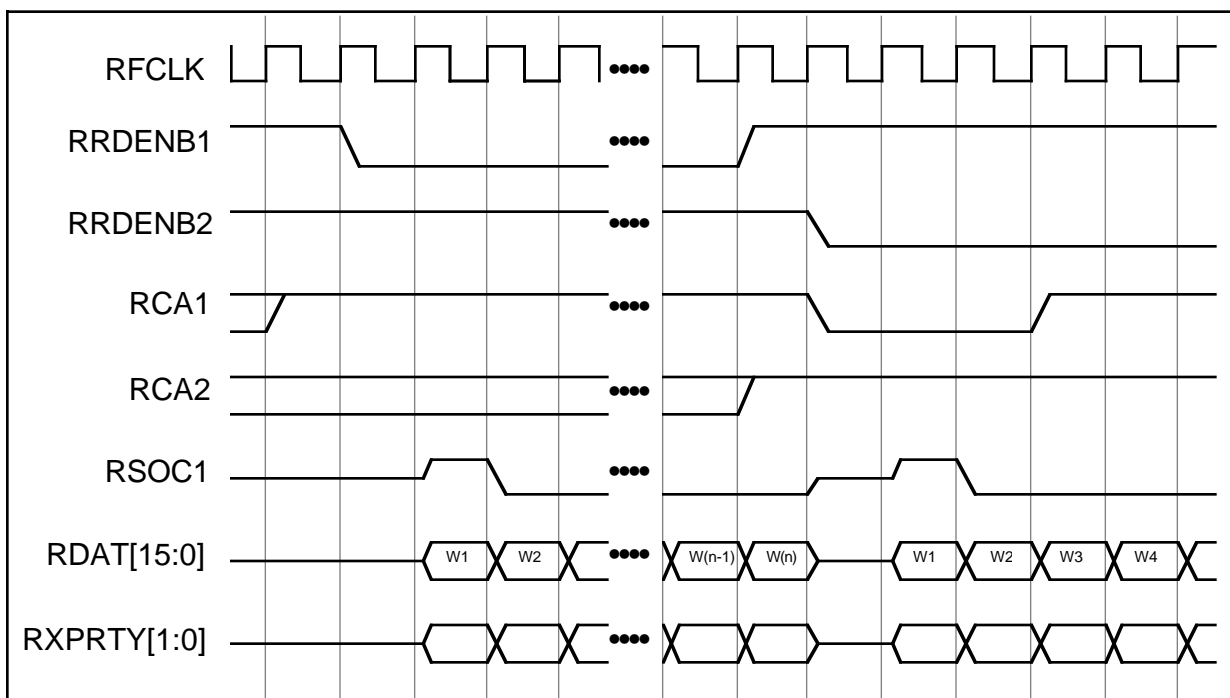 RFCLK
RRDENB1
RRDENB2
RCA1
RCA2
RSOC1
RDAT[15:0] W1 W2 W(n-1) W(n) W1 W2 W3 W4
RXPRTY[1:0]